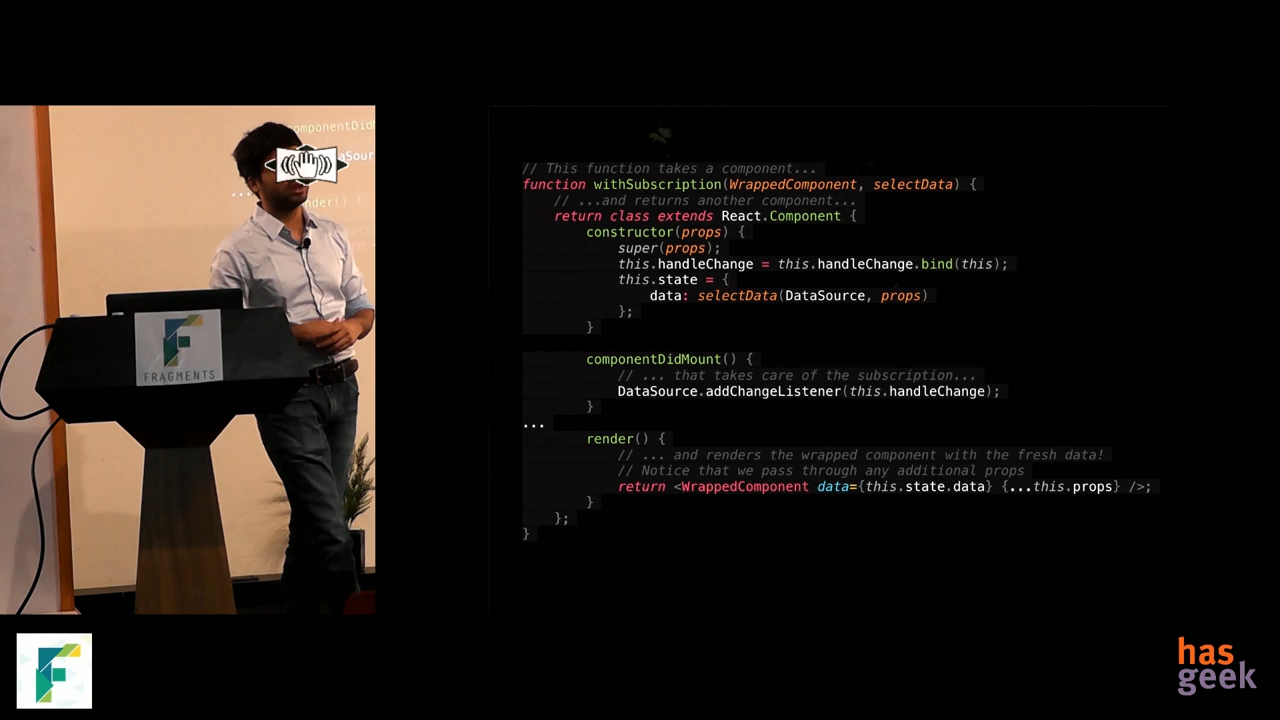 omponentDid
aSour
...
nder() {
FRAGMENTS
// This function takes a component...
function withSubscription(WrappedComponent, selectData) {
// ...and returns another component...
return class extends React.Component {
constructor(props) {
super(props);
this.handleChange = this.handleChange.bind(this);
this.state = {
data: selectData(DataSource, props)
};
}
componentDidMount() {
// ... that takes care of the subscription...
DataSource.addChangeListener(this.handleChange);
}
...
render() {
// ... and renders the wrapped component with the fresh data!
// Notice that we pass through any additional props
return <WrappedComponent data={this.state.data} {...this.props} />;
}
};
}
has
geek